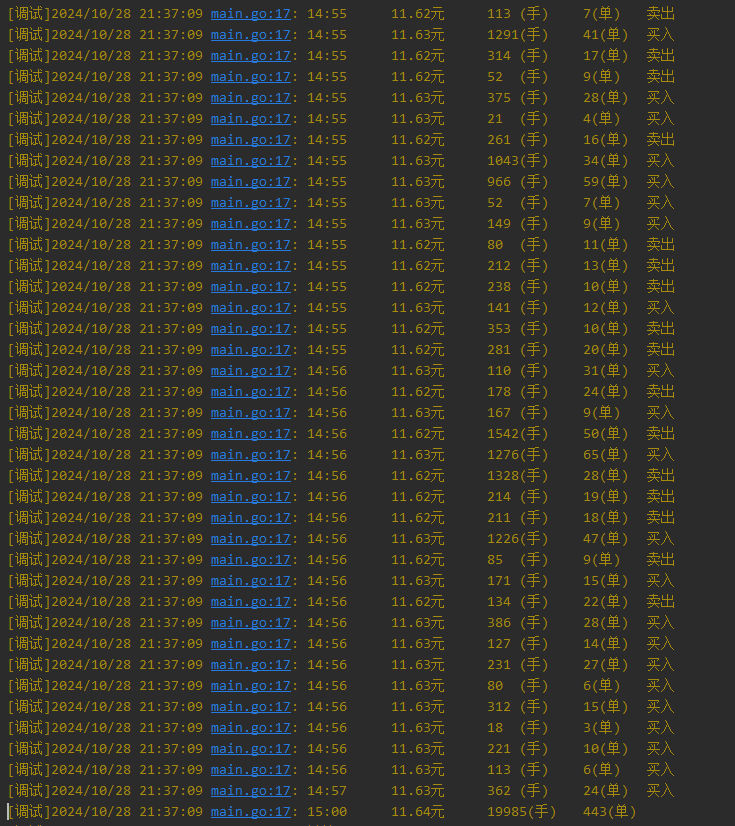 [调试]2024/10/28 21:37:09 main.go:17: 14:55 11.62元 113 (手) 7(单) 卖出
[调试]2024/10/28 21:37:09 main.go:17: 14:55 11.63元 1291(手) 41(单) 买入
[调试]2024/10/28 21:37:09 main.go:17: 14:55 11.62元 314 (手) 17(单) 卖出
[调试]2024/10/28 21:37:09 main.go:17: 14:55 11.62元 52 (手) 9(单) 卖出
[调试]2024/10/28 21:37:09 main.go:17: 14:55 11.63元 375 (手) 28(单) 买入
[调试]2024/10/28 21:37:09 main.go:17: 14:55 11.63元 21 (手) 4(单) 买入
[调试]2024/10/28 21:37:09 main.go:17: 14:55 11.62元 261 (手) 16(单) 卖出
[调试]2024/10/28 21:37:09 main.go:17: 14:55 11.63元 1043(手) 34(单) 买入
[调试]2024/10/28 21:37:09 main.go:17: 14:55 11.63元 966 (手) 59(单) 买入
[调试]2024/10/28 21:37:09 main.go:17: 14:55 11.63元 52 (手) 7(单) 买入
[调试]2024/10/28 21:37:09 main.go:17: 14:55 11.63元 149 (手) 9(单) 买入
[调试]2024/10/28 21:37:09 main.go:17: 14:55 11.62元 80 (手) 11(单) 卖出
[调试]2024/10/28 21:37:09 main.go:17: 14:55 11.62元 212 (手) 13(单) 卖出
[调试]2024/10/28 21:37:09 main.go:17: 14:55 11.62元 238 (手) 10(单) 卖出
[调试]2024/10/28 21:37:09 main.go:17: 14:55 11.63元 141 (手) 12(单) 买入
[调试]2024/10/28 21:37:09 main.go:17: 14:55 11.62元 353 (手) 10(单) 卖出
[调试]2024/10/28 21:37:09 main.go:17: 14:55 11.62元 281 (手) 20(单) 卖出
[调试]2024/10/28 21:37:09 main.go:17: 14:56 11.63元 110 (手) 31(单) 买入
[调试]2024/10/28 21:37:09 main.go:17: 14:56 11.62元 178 (手) 24(单) 卖出
[调试]2024/10/28 21:37:09 main.go:17: 14:56 11.63元 167 (手) 9(单) 买入
[调试]2024/10/28 21:37:09 main.go:17: 14:56 11.62元 1542(手) 50(单) 卖出
[调试]2024/10/28 21:37:09 main.go:17: 14:56 11.63元 1276(手) 65(单) 买入
[调试]2024/10/28 21:37:09 main.go:17: 14:56 11.62元 1328(手) 28(单) 卖出
[调试]2024/10/28 21:37:09 main.go:17: 14:56 11.62元 214 (手) 19(单) 卖出
[调试]2024/10/28 21:37:09 main.go:17: 14:56 11.62元 211 (手) 18(单) 卖出
[调试]2024/10/28 21:37:09 main.go:17: 14:56 11.63元 1226(手) 47(单) 买入
[调试]2024/10/28 21:37:09 main.go:17: 14:56 11.62元 85 (手) 9(单) 卖出
[调试]2024/10/28 21:37:09 main.go:17: 14:56 11.63元 171 (手) 15(单) 买入
[调试]2024/10/28 21:37:09 main.go:17: 14:56 11.62元 134 (手) 22(单) 卖出
[调试]2024/10/28 21:37:09 main.go:17: 14:56 11.63元 386 (手) 28(单) 买入
[调试]2024/10/28 21:37:09 main.go:17: 14:56 11.63元 127 (手) 14(单) 买入
[调试]2024/10/28 21:37:09 main.go:17: 14:56 11.63元 231 (手) 27(单) 买入
[调试]2024/10/28 21:37:09 main.go:17: 14:56 11.63元 80 (手) 6(单) 买入
[调试]2024/10/28 21:37:09 main.go:17: 14:56 11.63元 312 (手) 15(单) 买入
[调试]2024/10/28 21:37:09 main.go:17: 14:56 11.63元 18 (手) 3(单) 买入
[调试]2024/10/28 21:37:09 main.go:17: 14:56 11.63元 221 (手) 10(单) 买入
[调试]2024/10/28 21:37:09 main.go:17: 14:56 11.63元 113 (手) 6(单) 买入
[调试]2024/10/28 21:37:09 main.go:17: 14:57 11.63元 362 (手) 24(单) 买入
[调试]2024/10/28 21:37:09 main.go:17: 15:00 11.64元 19985(手) 443(单)